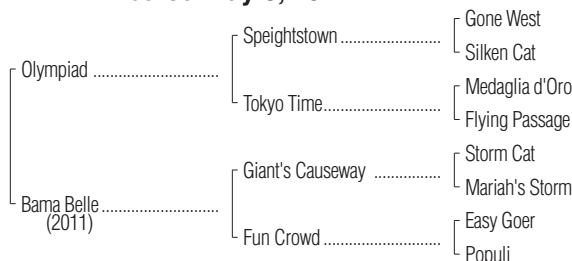 Gone West
Speightstown
Silken Cat
Olympiad
Medaglia d'Oro
Tokyo Time
Flying Passage
Storm Cat
Giant's Causeway
Mariah's Storm
Bama Belle
(2011)
Easy Goer
Fun Crowd
Populi